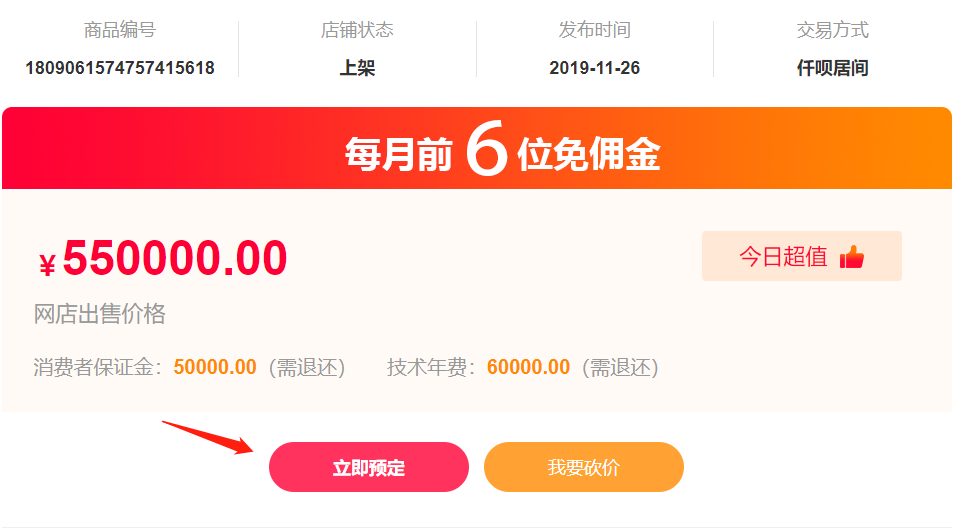 商品编号 店铺状态 发布时间 交易方式
1809061574757415618 上架 2019-11-26 仟呗居间
每月前 6 位免佣金
¥550000.00 今日超值
网店出售价格
消费者保证金：50000.00（需退还） 技术年费：60000.00（需退还）
立即预定 我要砍价